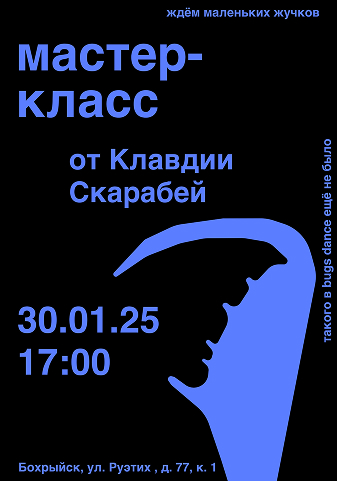 ждём маленьких жучков
мастер-
класс
от Клавдии
Скарабей
такого в bugs dance ещё не было
30.01.25
17:00
Бохрыйск, ул. Руэтих , д. 77, к. 1